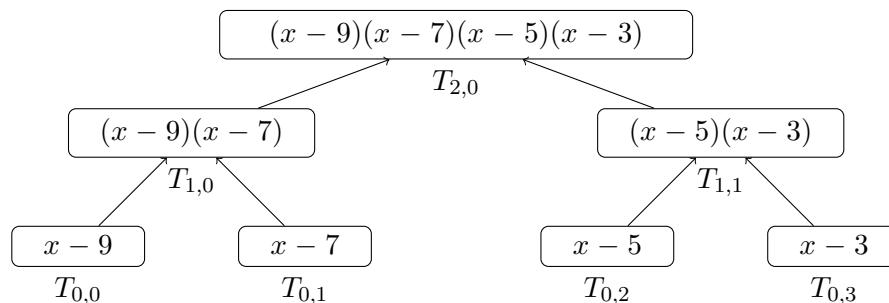 (x − 9)(x − 7)(x − 5)(x − 3)
T_{2,0}
(x − 9)(x − 7)
(x − 5)(x − 3)
T_{1,0}
T_{1,1}
x − 9
x − 7
x − 5
x − 3
T_{0,0}
T_{0,1}
T_{0,2}
T_{0,3}